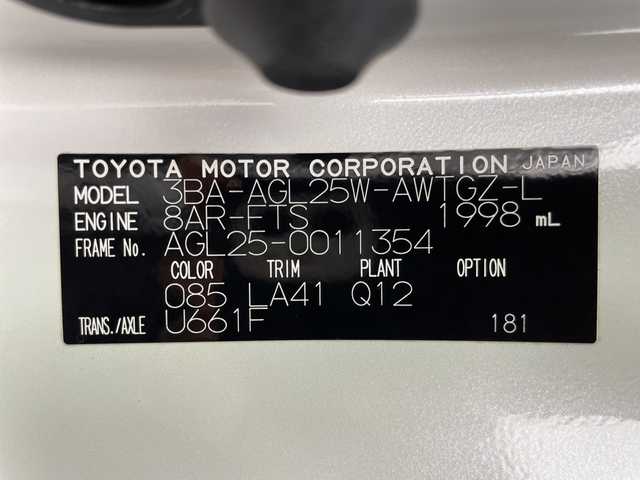 TOYOTA MOTOR CORPORATION JAPAN
MODEL 3BA-AGL25W-AWTGZ-L
ENGINE 8AR-FTS 1998 mL
FRAME No. AGL25-0011354
COLOR TRIM PLANT OPTION
085 LA41 Q12
TRANS./AXLE U661F 181